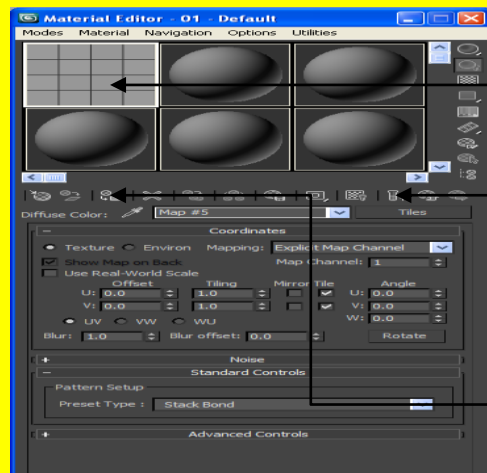 Material Editor - 01 - Default
Modes Material Navigation Options Utilities
Diffuse Color: Map #5 Tiles
Coordinates
Texture Environ Mapping: Explicit Map Channel
Show Map on Back Map Channel: 1
Use Real-World Scale
Offset Tiling Mirror Tile Angle
U: 0.0 1.0 U: 0.0
V: 0.0 1.0 V: 0.0
W: 0.0
UV VW WU
Blur: 1.0 Blur offset: 0.0 Rotate
Noise
Standard Controls
Pattern Setup
Preset Type : Stack Bond
Advanced Controls